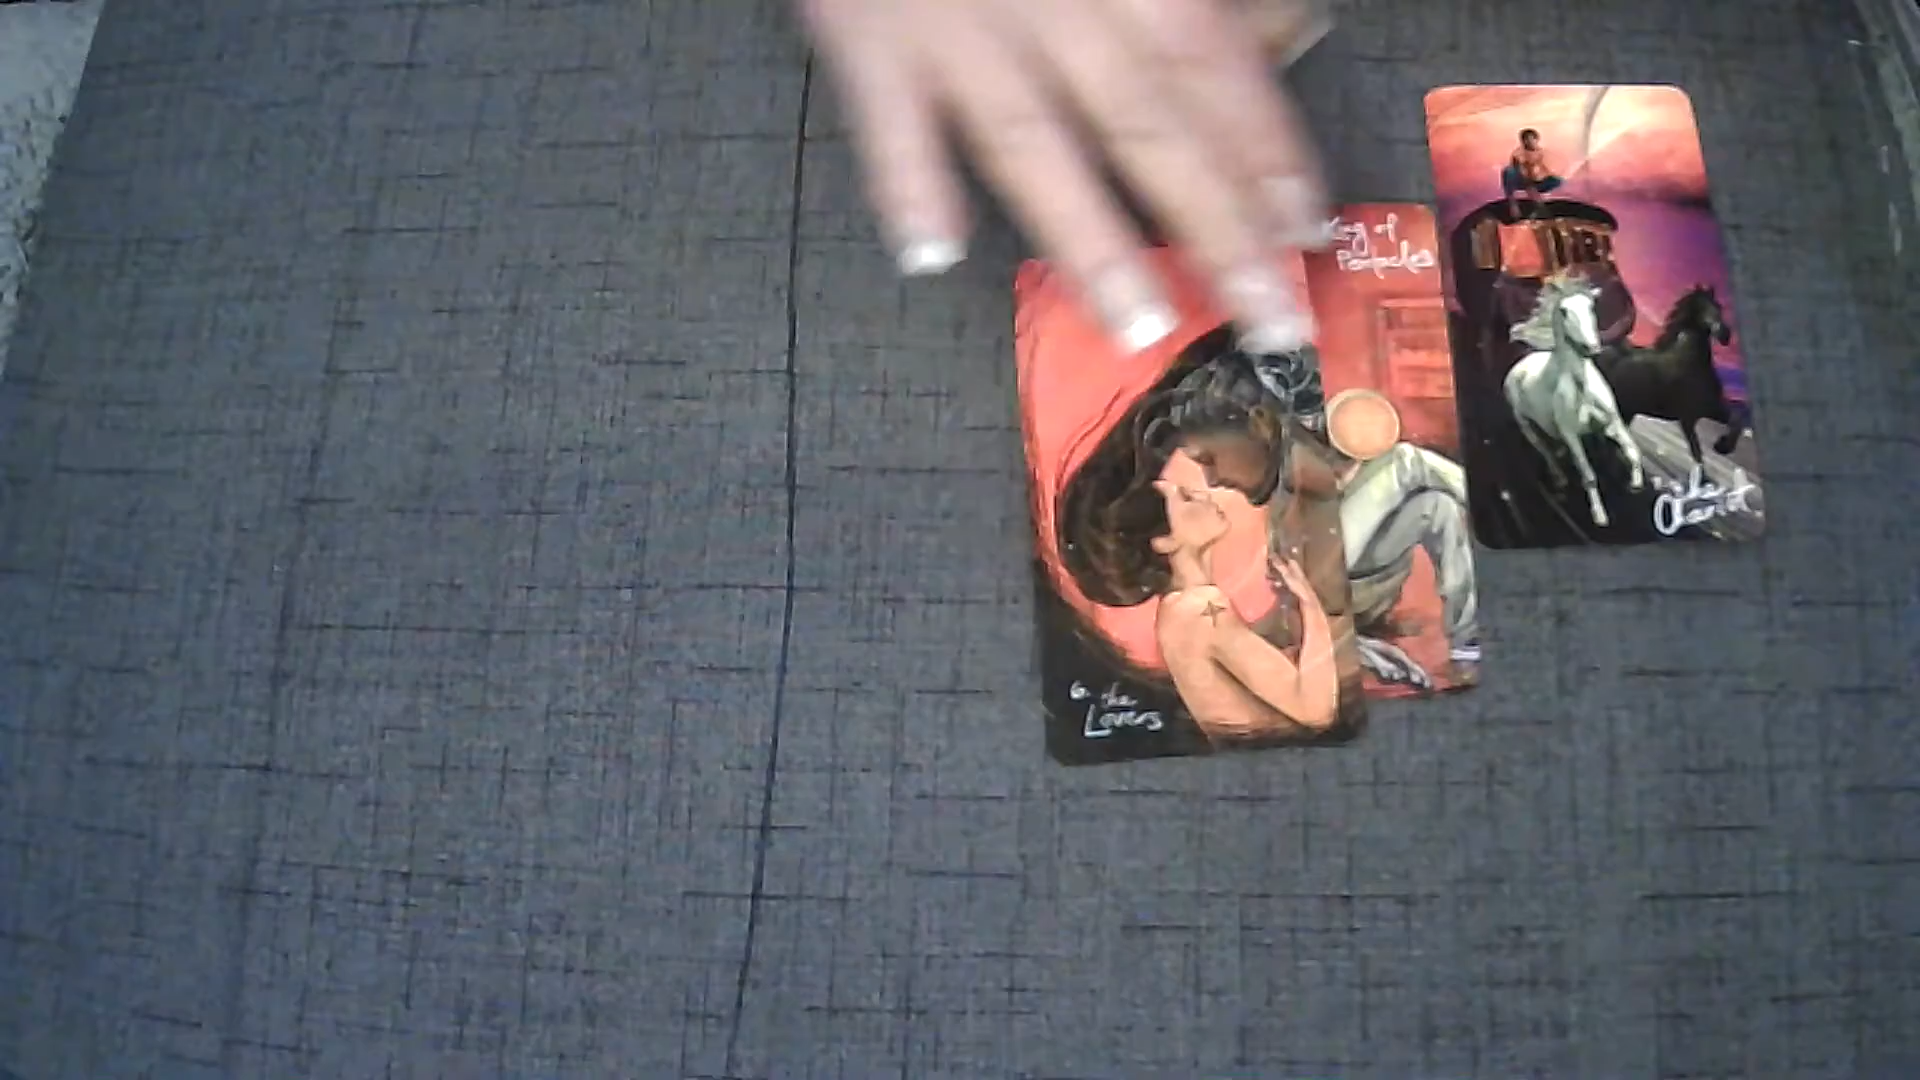 King of
Pentacles
the
Chariot
6. the
Lovers